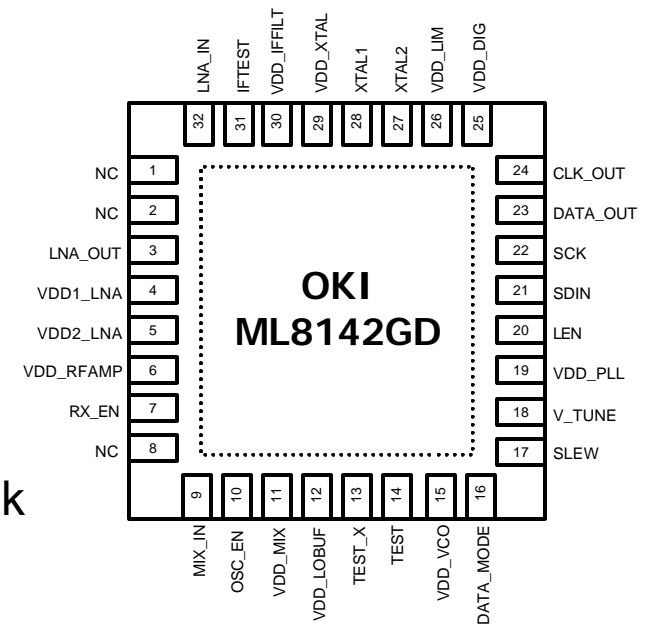 LNA_IN
IFTEST
VDD_IFFILT
VDD_XTAL
XTAL1
XTAL2
VDD_LIM
VDD_DIG
32 31 30 29 28 27 26 25
NC 1
NC 2
LNA_OUT 3
VDD1_LNA 4
VDD2_LNA 5
VDD_RFAMP 6
RX_EN 7
NC 8
OKI
ML8142GD
24 CLK_OUT
23 DATA_OUT
22 SCK
21 SDIN
20 LEN
19 VDD_PLL
18 V_TUNE
17 SLEW
k
9 10 11 12 13 14 15 16
MIX_IN
OSC_EN
VDD_MIX
VDD_LOBUF
TEST_X
TEST
VDD_VCO
DATA_MODE